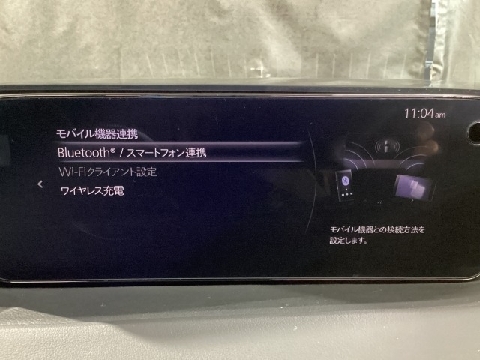 11:04am
モバイル機器連携
Bluetooth®/スマートフォン連携
Wi-Fiクライアント設定
ワイヤレス充電
モバイル機器との接続方法を
設定します。